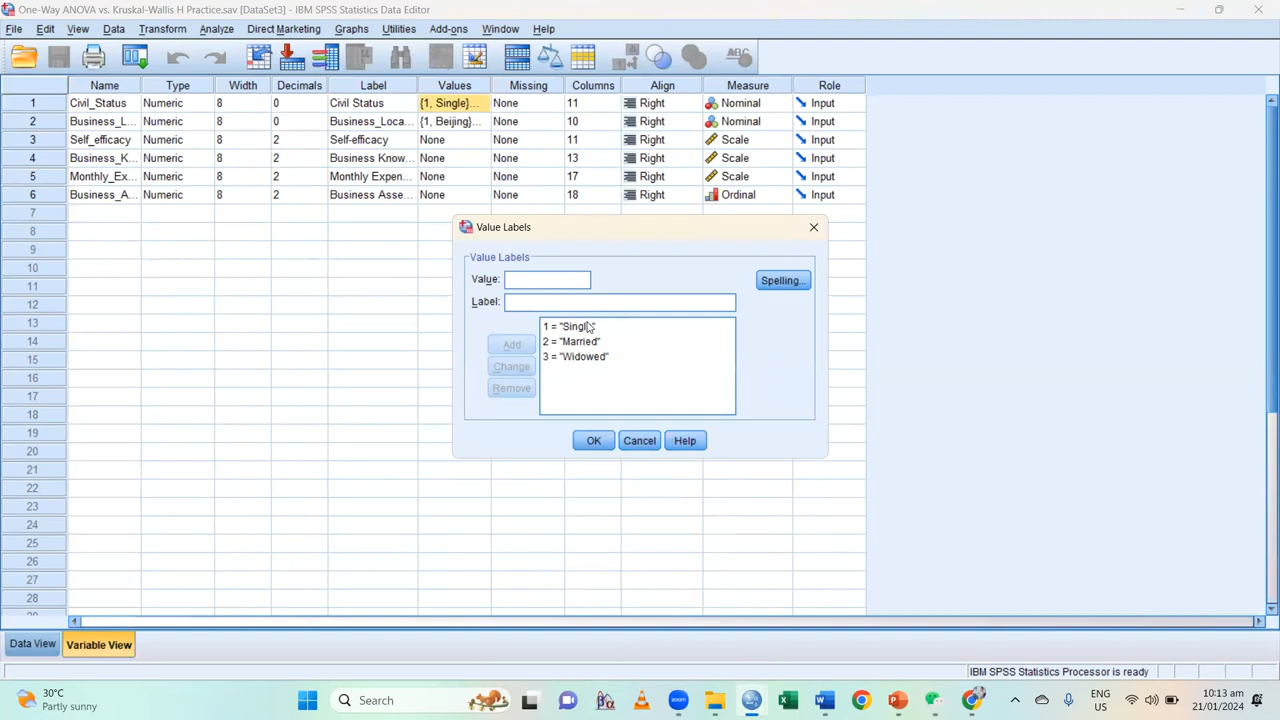 One-Way ANOVA vs. Kruskal-Wallis H Practice.sav [DataSet3] - IBM SPSS Statistics Data Editor
File Edit View Data Transform Analyze Direct Marketing Graphs Utilities Add-ons Window Help
Name Type Width Decimals Label Values Missing Columns Align Measure Role
1 Civil_Status Numeric 8 0 Civil Status {1, Single}... None 11 Right Nominal Input
2 Business_L... Numeric 8 0 Business_Loca... {1, Beijing}... None 10 Right Nominal Input
3 Self_efficacy Numeric 8 2 Self-efficacy None None 11 Right Scale Input
4 Business_K... Numeric 8 2 Business Know... None None 13 Right Scale Input
5 Monthly_Ex... Numeric 8 2 Monthly Expen... None None 17 Right Scale Input
6 Business_A... Numeric 8 2 Business Asse... None None 18 Right Ordinal Input
7
8
9
10
11
12
13
14
15
16
17
18
19
20
21
22
23
24
25
26
27
28
Value Labels
Value Labels
Value:
Spelling...
Label:
1 = "Single"
2 = "Married"
3 = "Widowed"
Add
Change
Remove
OK Cancel Help
Data View Variable View
IBM SPSS Statistics Processor is ready
30°C
Partly sunny
Search
ENG
US
10:13 am
21/01/2024